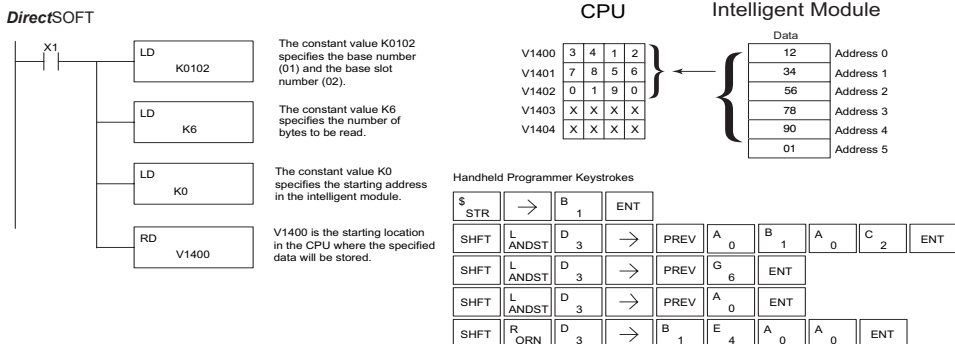 DirectSOFT
X1
LD
K0102
The constant value K0102
specifies the base number
(01) and the base slot
number (02).
LD
K6
The constant value K6
specifies the number of
bytes to be read.
LD
K0
The constant value K0
specifies the starting address
in the intelligent module.
RD
V1400
V1400 is the starting location
in the CPU where the specified
data will be stored.
CPU
Intelligent Module
Data
V1400 3 4 1 2
V1401 7 8 5 6
V1402 0 1 9 0
V1403 X X X X
V1404 X X X X
12 Address 0
34 Address 1
56 Address 2
78 Address 3
90 Address 4
01 Address 5
Handheld Programmer Keystrokes
$ STR → B 1 ENT
SHFT L ANDST D 3 → PREV A 0 B 1 A 0 C 2 ENT
SHFT L ANDST D 3 → PREV G 6 ENT
SHFT L ANDST D 3 → PREV A 0 ENT
SHFT R ORN D 3 → B 1 E 4 A 0 A 0 ENT